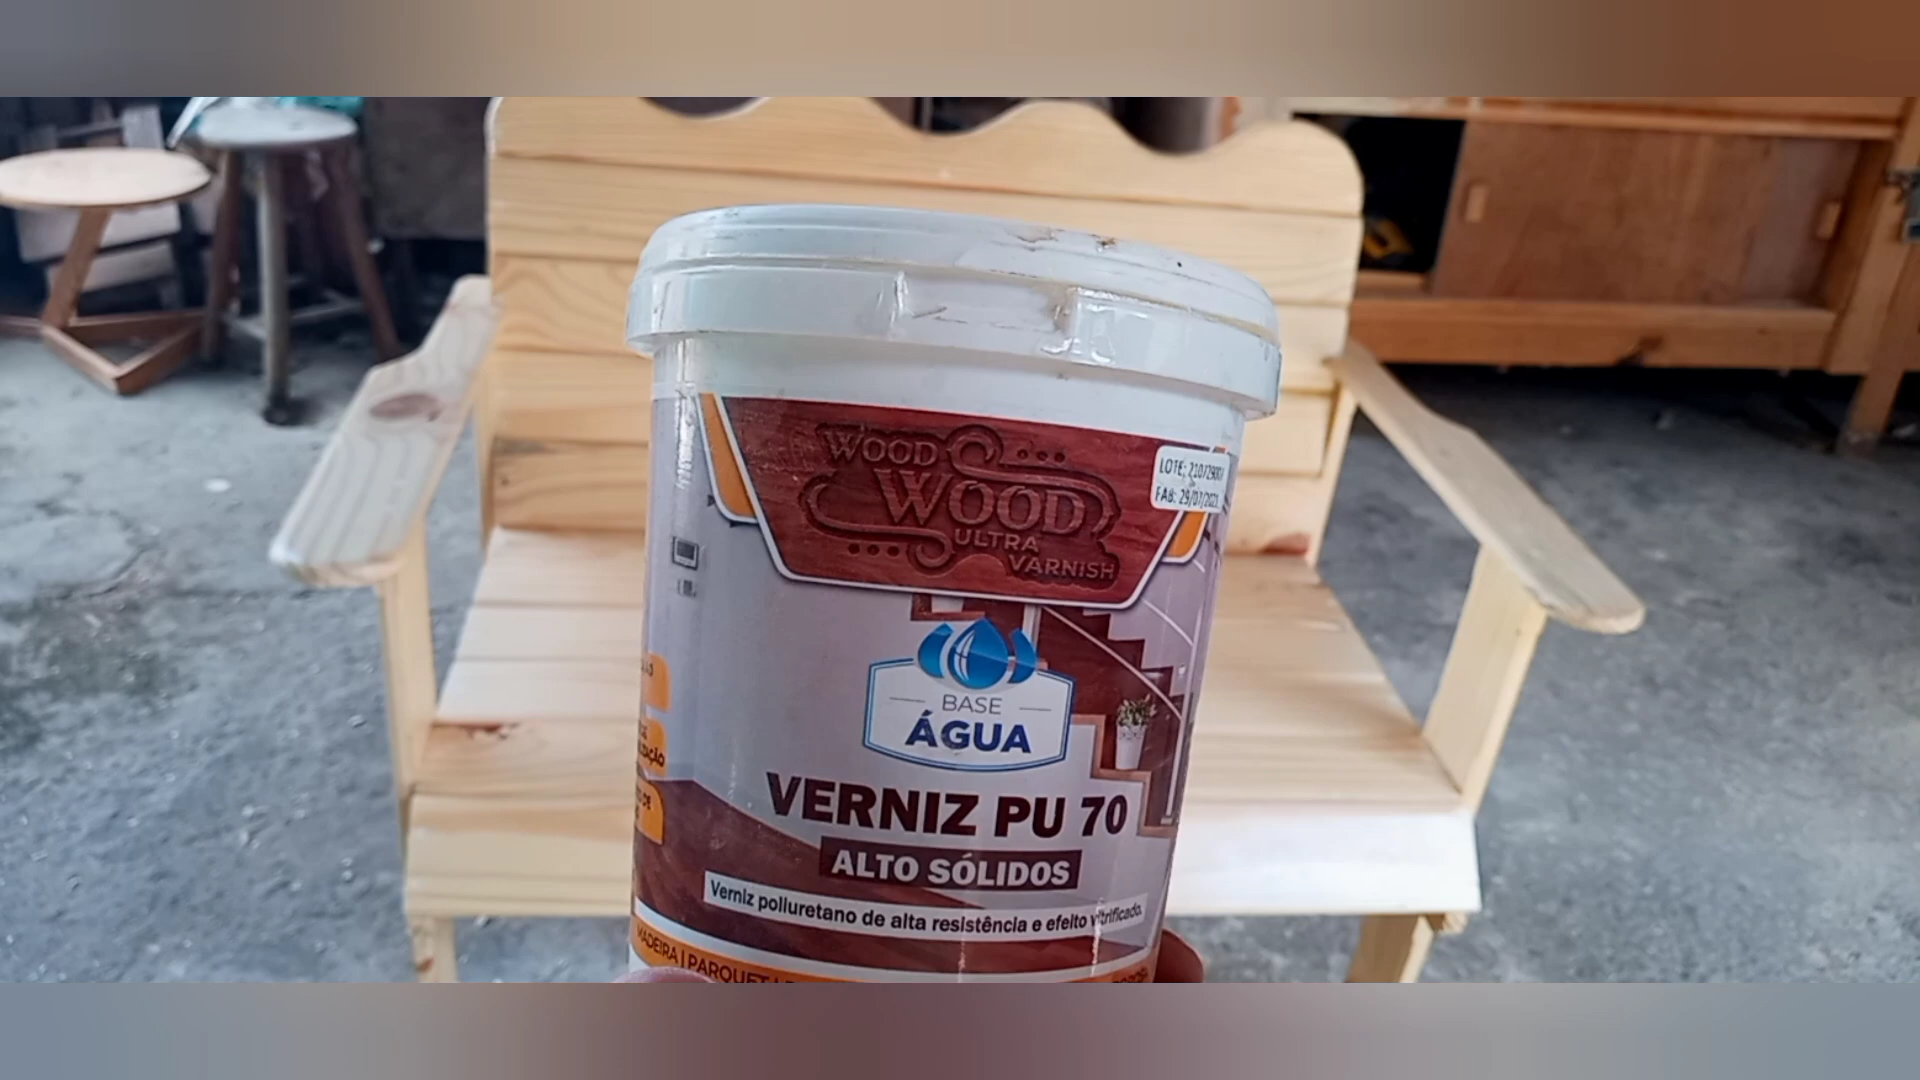 WOOD
WOOD
ULTRA
VARNISH
LOTE:
FAB: 29/07/2021
BASE
ÁGUA
VERNIZ PU 70
ALTO SÓLIDOS
Verniz poliuretano de alta resistência e efeito vitrificado.
MADEIRA | PARQUET |